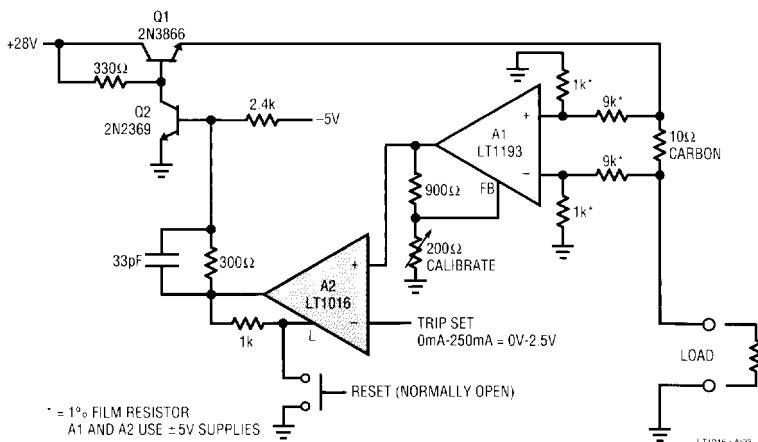 Q1
2N3866
+28V
330Ω
Q2
2N2369
2.4k
−5V
1k*
9k*
10Ω
CARBON
A1
LT1193
+
−
FB
9k*
1k*
900Ω
200Ω
CALIBRATE
33pF
300Ω
A2
LT1016
+
−
L
1k
TRIP SET
0mA-250mA = 0V-2.5V
LOAD
RESET (NORMALLY OPEN)
* = 1% FILM RESISTOR
A1 AND A2 USE ±5V SUPPLIES